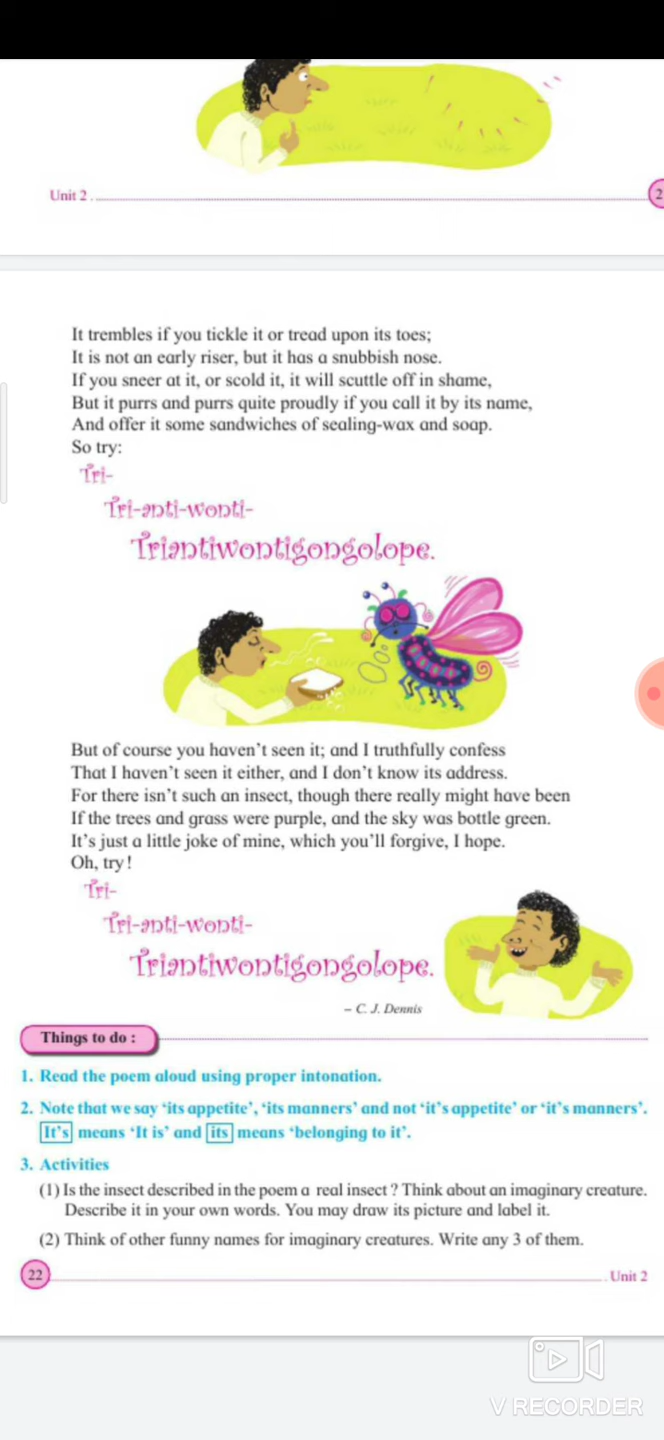 Unit 2
2
It trembles if you tickle it or tread upon its toes;
It is not an early riser, but it has a snubbish nose.
If you sneer at it, or scold it, it will scuttle off in shame,
But it purrs and purrs quite proudly if you call it by its name,
And offer it some sandwiches of sealing-wax and soap.
So try:
Tri-
Tri-anti-wonti-
Triantiwontigongolope.
But of course you haven't seen it; and I truthfully confess
That I haven't seen it either, and I don't know its address.
For there isn't such an insect, though there really might have been
If the trees and grass were purple, and the sky was bottle green.
It's just a little joke of mine, which you'll forgive, I hope.
Oh, try!
Tri-
Tri-anti-wonti-
Triantiwontigongolope.
– C. J. Dennis
Things to do :
1. Read the poem aloud using proper intonation.
2. Note that we say ‘its appetite’, ‘its manners’ and not ‘it’s appetite’ or ‘it’s manners’.
It’s means ‘It is’ and its means ‘belonging to it’.
3. Activities
(1) Is the insect described in the poem a real insect ? Think about an imaginary creature.
Describe it in your own words. You may draw its picture and label it.
(2) Think of other funny names for imaginary creatures. Write any 3 of them.
22
Unit 2
V RECORDER